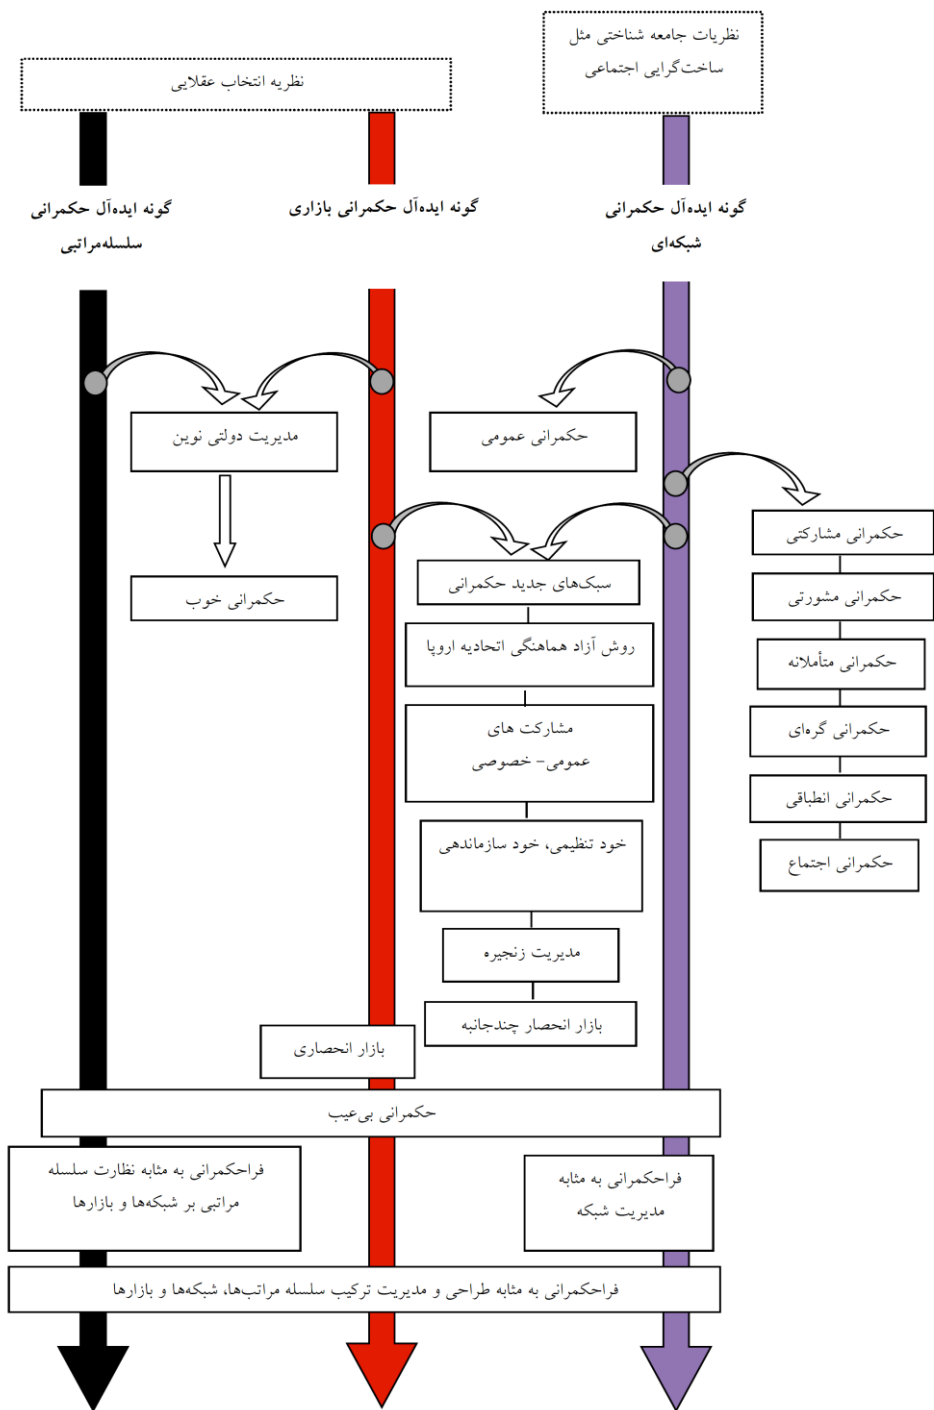 نظریات جامعه شناختی مثل
ساخت‌گرایی اجتماعی
نظریه انتخاب عقلایی
گونه ایده‌آل حکمرانی
شبکه‌ای
گونه ایده‌آل حکمرانی بازاری
گونه ایده‌آل حکمرانی
سلسله‌مراتبی
حکمرانی عمومی
مدیریت دولتی نوین
حکمرانی خوب
حکمرانی مشارکتی
حکمرانی مشورتی
حکمرانی متأملانه
حکمرانی گره‌ای
حکمرانی انطباقی
حکمرانی اجتماع
سبک‌های جدید حکمرانی
روش آزاد هماهنگی اتحادیه اروپا
مشارکت های
عمومی- خصوصی
خود تنظیمی، خود سازماندهی
مدیریت زنجیره
بازار انحصار چندجانبه
بازار انحصاری
حکمرانی بی‌عیب
فراحکمرانی به مثابه
مدیریت شبکه
فراحکمرانی به مثابه نظارت سلسله
مراتبی بر شبکه‌ها و بازارها
فراحکمرانی به مثابه طراحی و مدیریت ترکیب سلسله مراتب‌ها، شبکه‌ها و بازارها